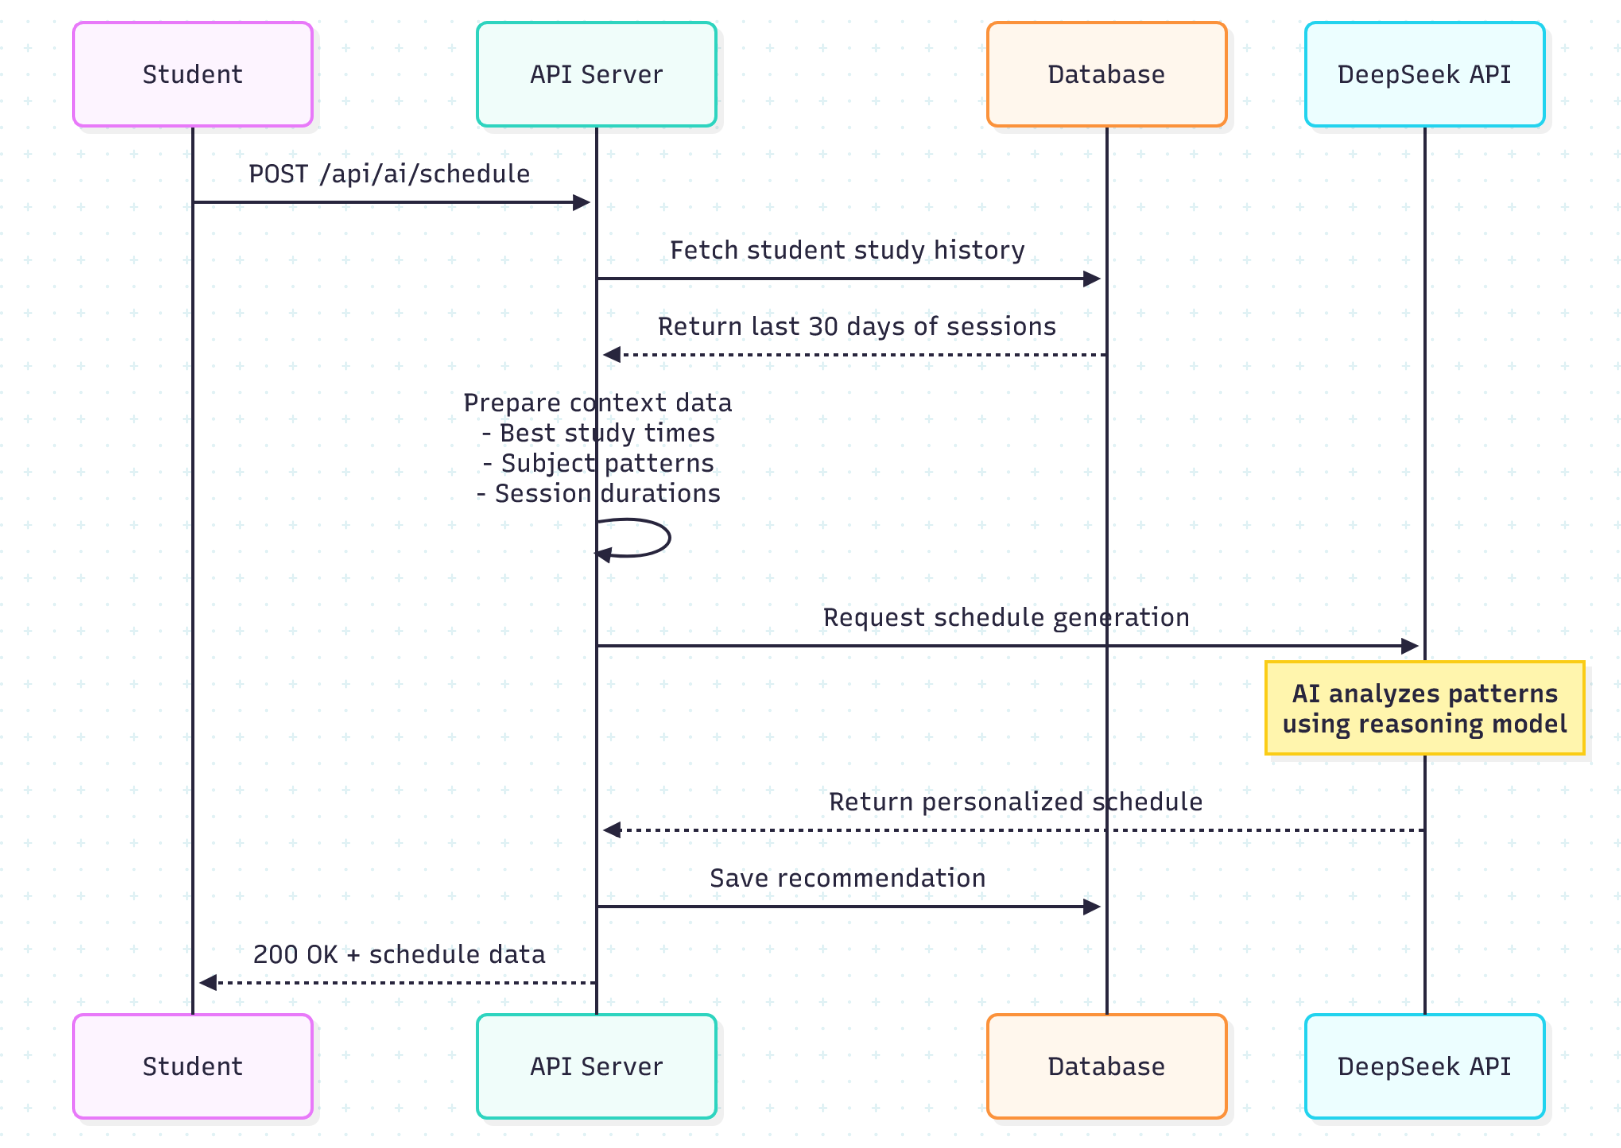 Student
API Server
Database
DeepSeek API
POST /api/ai/schedule
Fetch student study history
Return last 30 days of sessions
Prepare context data
- Best study times
- Subject patterns
- Session durations
Request schedule generation
AI analyzes patterns
using reasoning model
Return personalized schedule
Save recommendation
200 OK + schedule data
Student
API Server
Database
DeepSeek API